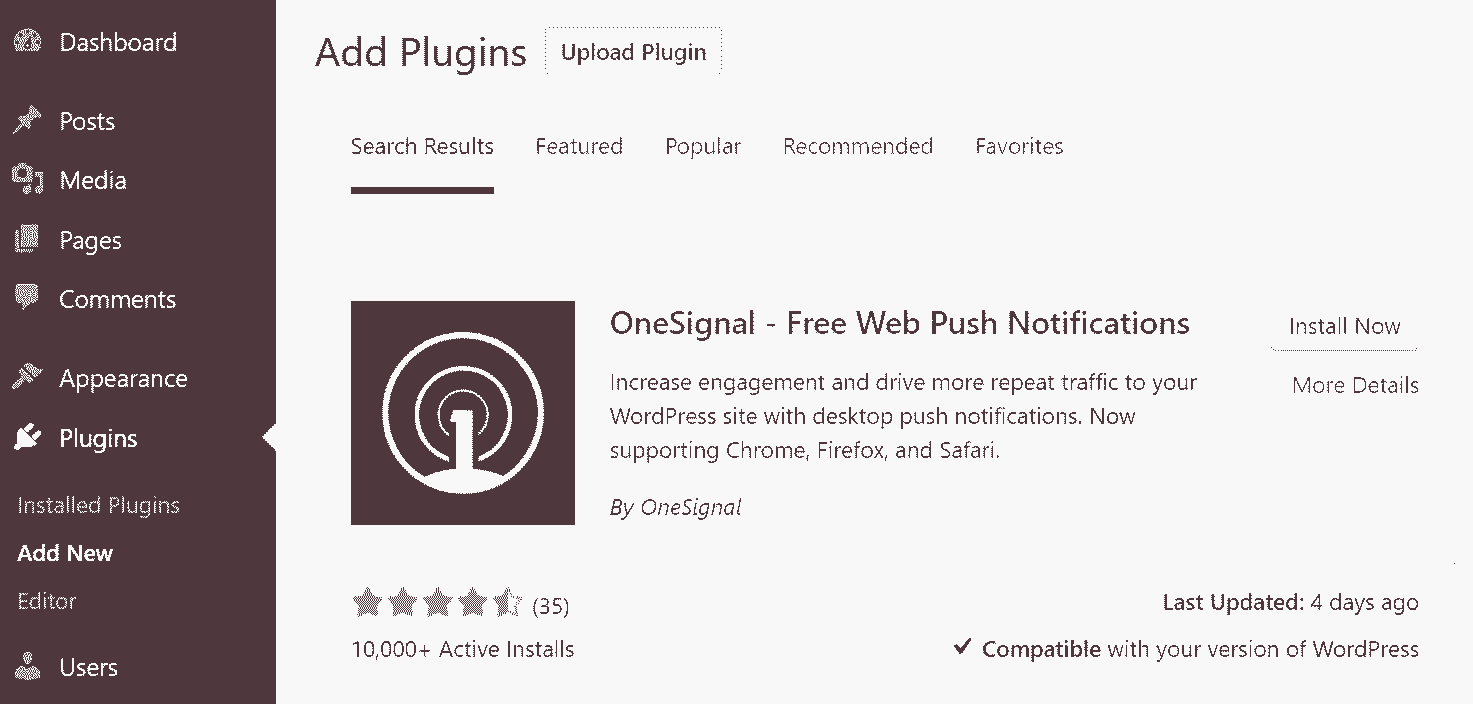 Dashboard
Posts
Media
Pages
Comments
Appearance
Plugins
Installed Plugins
Add New
Editor
Users
Add Plugins
Upload Plugin
Search Results
Featured
Popular
Recommended
Favorites
OneSignal - Free Web Push Notifications
Install Now
More Details
Increase engagement and drive more repeat traffic to your
WordPress site with desktop push notifications. Now
supporting Chrome, Firefox, and Safari.
By OneSignal
(35)
10,000+ Active Installs
Last Updated: 4 days ago
Compatible with your version of WordPress